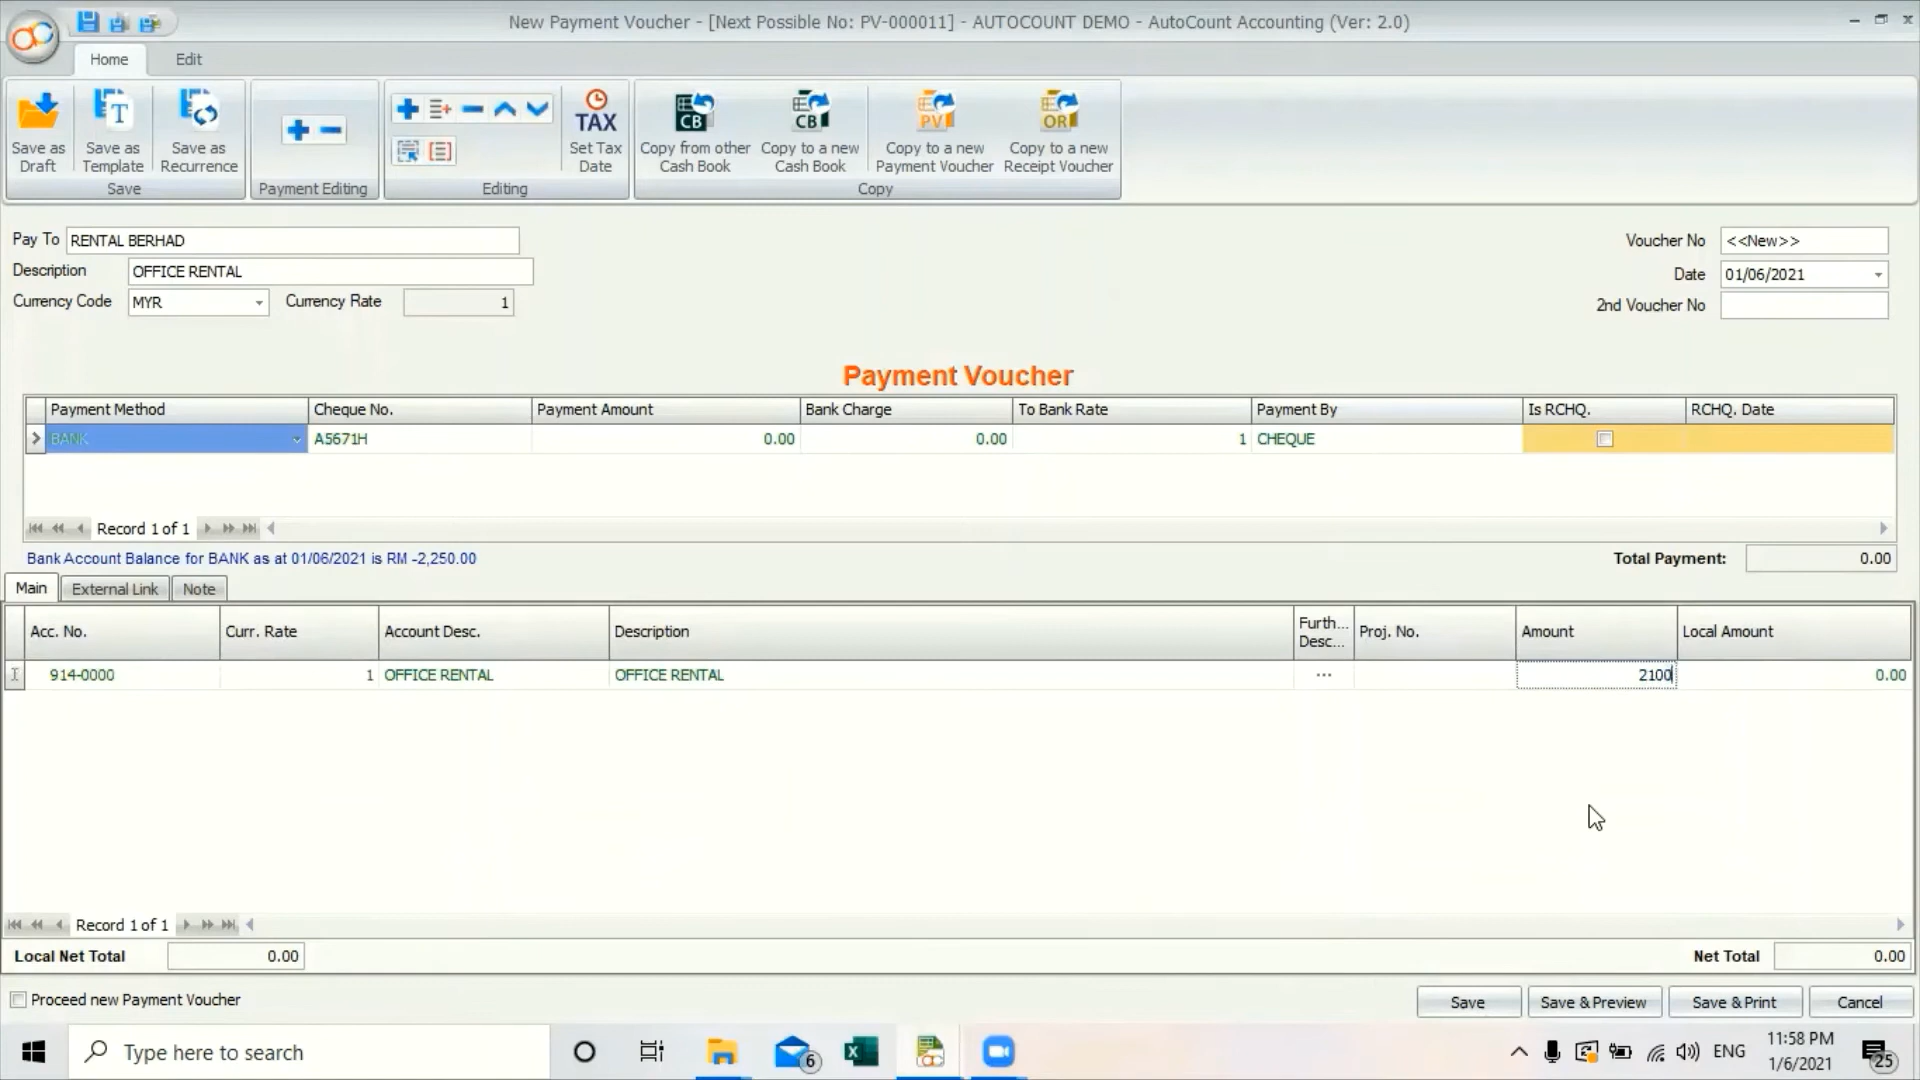 New Payment Voucher - [Next Possible No: PV-000011] - AUTOCOUNT DEMO - AutoCount Accounting (Ver: 2.0)
Home Edit
T TAX CB CB PV OR
Save as Draft
Save as Template
Save as Recurrence
Set Tax Date
Copy from other Cash Book
Copy to a new Cash Book
Copy to a new Payment Voucher
Copy to a new Receipt Voucher
Save Payment Editing Editing Copy
Pay To RENTAL BERHAD Voucher No <<New>>
Description OFFICE RENTAL Date 01/06/2021
Currency Code MYR Currency Rate 1 2nd Voucher No
Payment Voucher
Payment Method Cheque No. Payment Amount Bank Charge To Bank Rate Payment By Is RCHQ. RCHQ. Date
BANK A5671H 0.00 0.00 1 CHEQUE
Record 1 of 1
Bank Account Balance for BANK as at 01/06/2021 is RM -2,250.00 Total Payment: 0.00
Main External Link Note
Acc. No. Curr. Rate Account Desc. Description Furth... Desc... Proj. No. Amount Local Amount
914-0000 1 OFFICE RENTAL OFFICE RENTAL ... 2100 0.00
Record 1 of 1
Local Net Total 0.00 Net Total 0.00
Proceed new Payment Voucher Save Save & Preview Save & Print Cancel
Type here to search 6 ENG 11:58 PM 25
1/6/2021